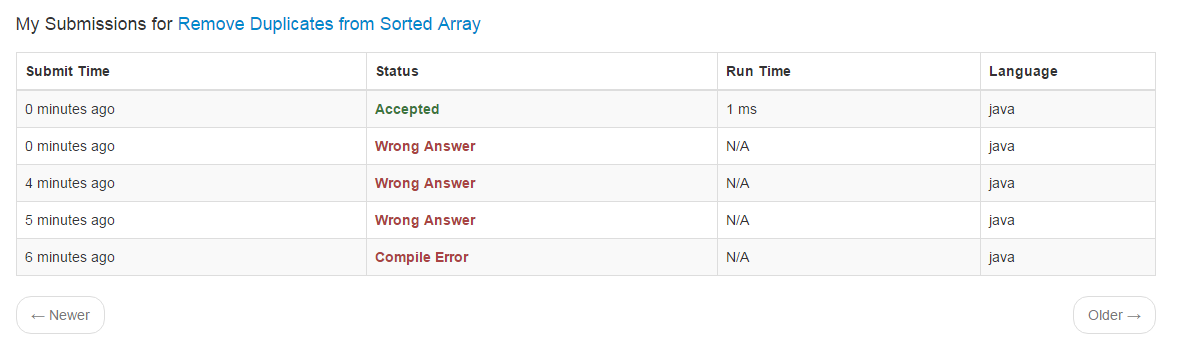 My Submissions for Remove Duplicates from Sorted Array
Submit Time Status Run Time Language
0 minutes ago Accepted 1 ms java
0 minutes ago Wrong Answer N/A java
4 minutes ago Wrong Answer N/A java
5 minutes ago Wrong Answer N/A java
6 minutes ago Compile Error N/A java
← Newer Older →